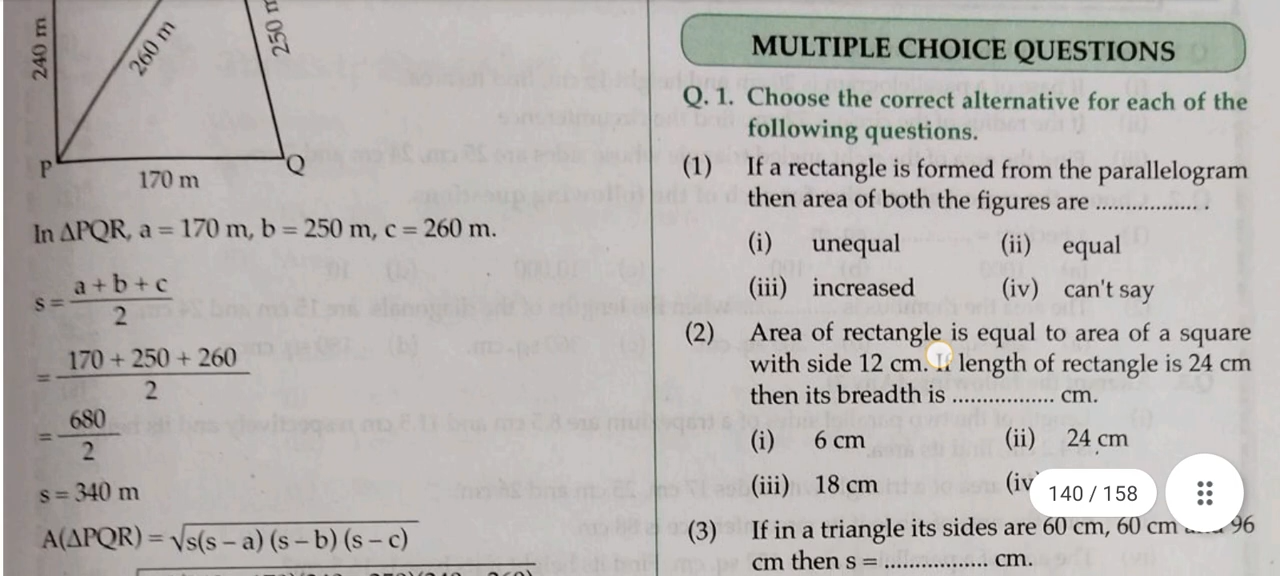 240 m
260 m
250 m
P
Q
170 m
In ΔPQR, a = 170 m, b = 250 m, c = 260 m.
s = a + b + c / 2
= 170 + 250 + 260 / 2
= 680 / 2
s = 340 m
A(ΔPQR) = √s(s – a) (s – b) (s – c)
MULTIPLE CHOICE QUESTIONS
Q. 1. Choose the correct alternative for each of the
following questions.
(1) If a rectangle is formed from the parallelogram
then area of both the figures are ..................
(i) unequal (ii) equal
(iii) increased (iv) can't say
(2) Area of rectangle is equal to area of a square
with side 12 cm. If length of rectangle is 24 cm
then its breadth is ................ cm.
(i) 6 cm (ii) 24 cm
(iii) 18 cm (iv
140 / 158
(3) If in a triangle its sides are 60 cm, 60 cm 96
cm then s = ................ cm.